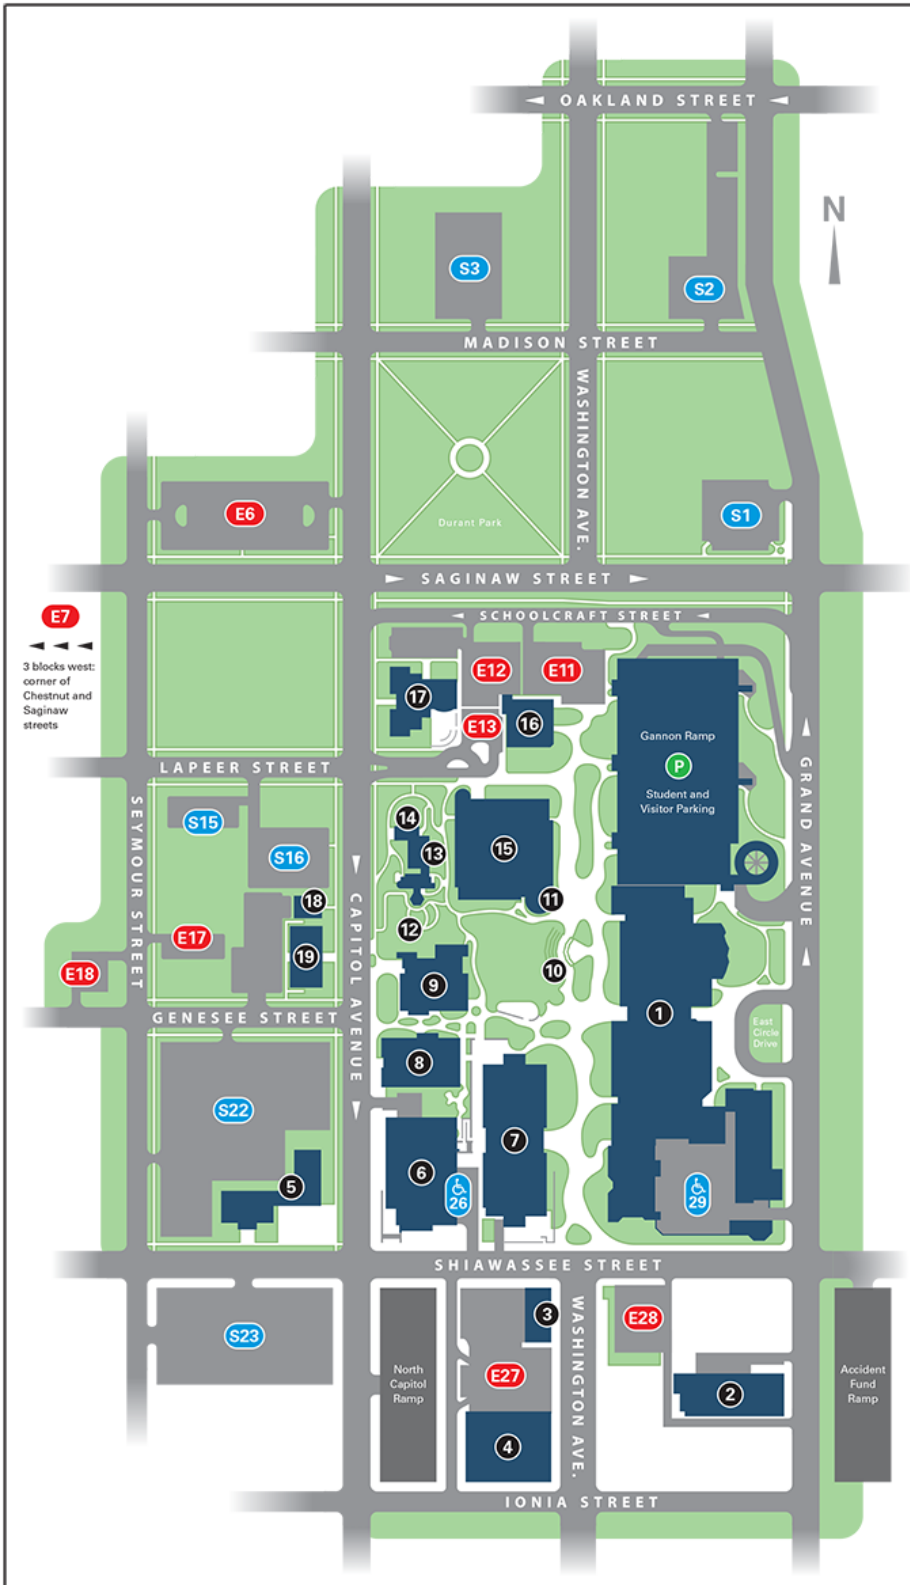 OAKLAND STREET
N
S3
S2
MADISON STREET
WASHINGTON AVE.
E6
Durant Park
S1
SAGINAW STREET
E7
3 blocks west:
corner of
Chestnut and
Saginaw
streets
SCHOOLCRAFT STREET
E12
E11
17
E13
16
Gannon Ramp
P
Student and
Visitor Parking
LAPEER STREET
GRAND AVENUE
SEYMOUR STREET
S15
S16
14
13
15
CAPITOL AVENUE
18
11
12
E17
19
E18
9
10
1
GENESEE STREET
East
Circle
Drive
8
S22
7
6
5
26
29
SHIAWASSEE STREET
WASHINGTON AVE.
3
E28
S23
North
Capitol
Ramp
E27
2
Accident
Fund
Ramp
4
IONIA STREET